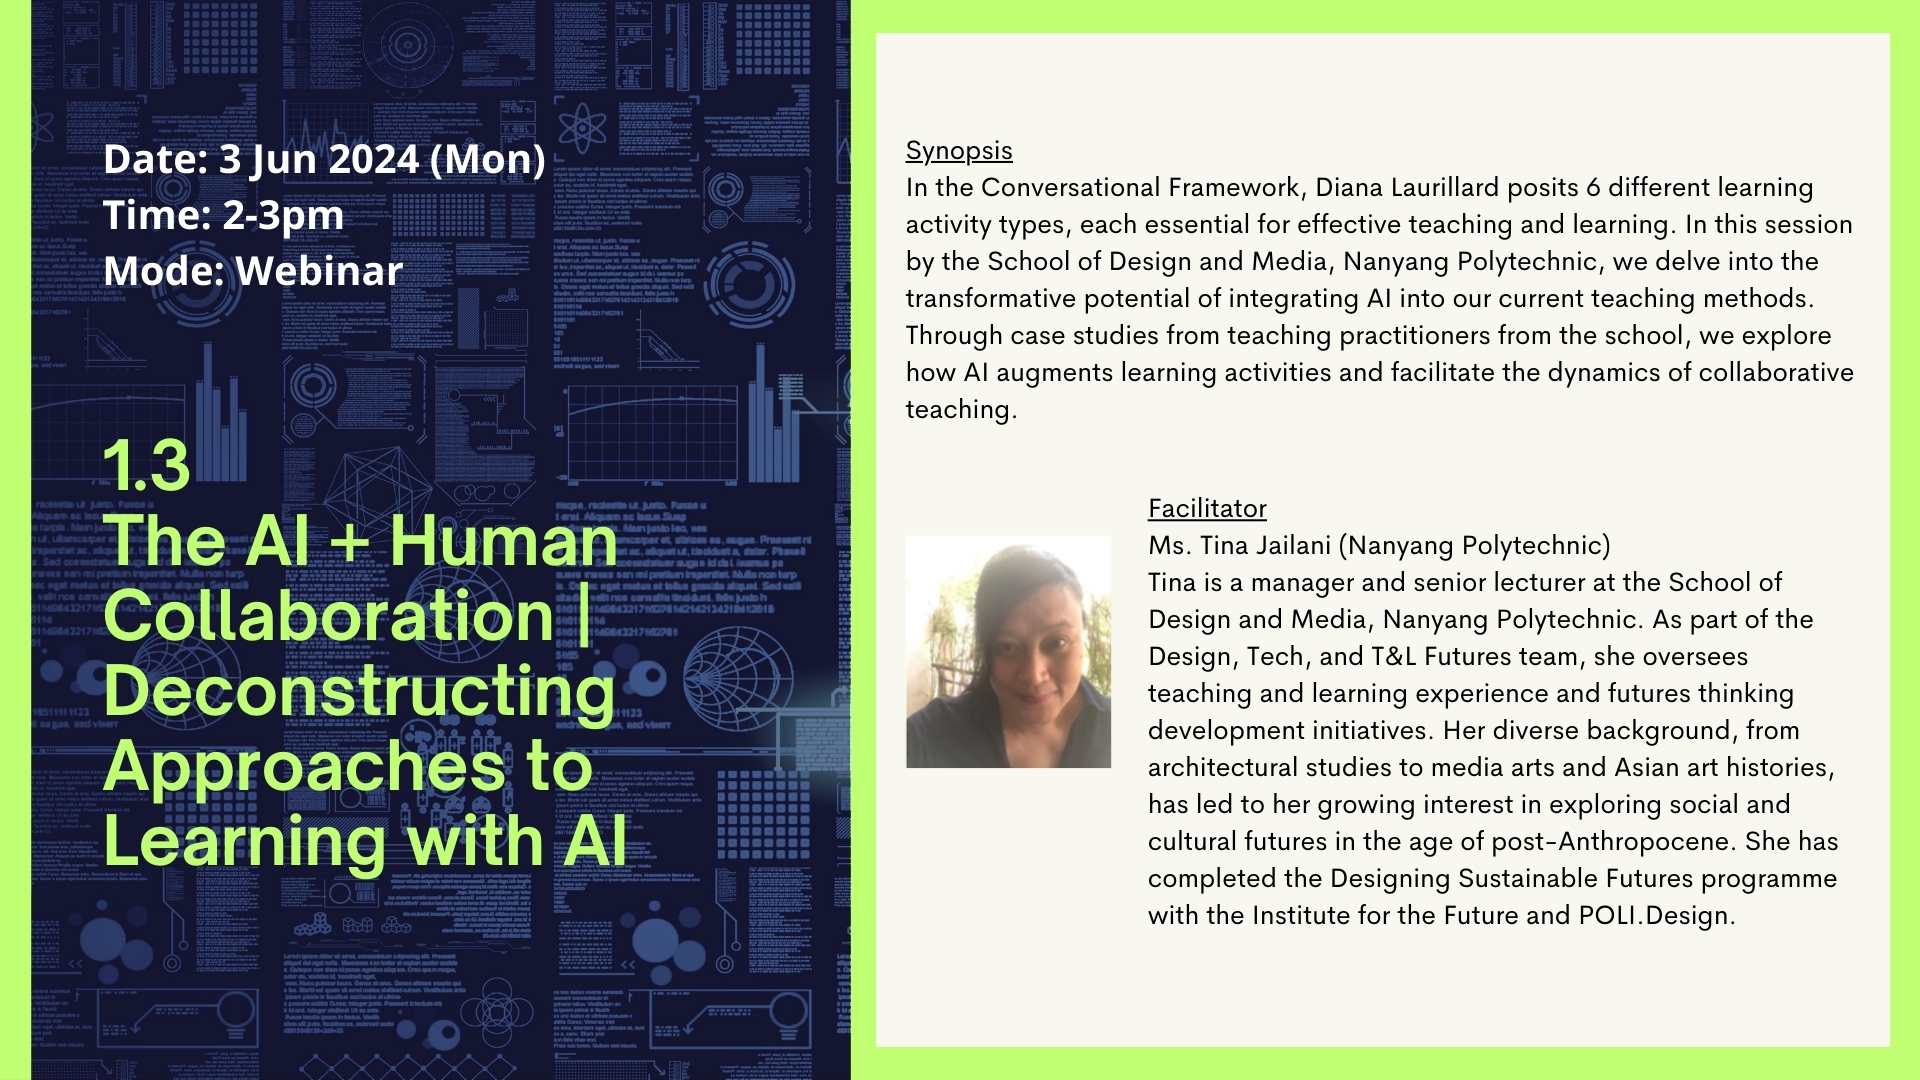 Date: 3 Jun 2024 (Mon)
Time: 2-3pm
Mode: Webinar
1.3
The AI + Human
Collaboration |
Deconstructing
Approaches to
Learning with AI
Synopsis
In the Conversational Framework, Diana Laurillard posits 6 different learning
activity types, each essential for effective teaching and learning. In this session
by the School of Design and Media, Nanyang Polytechnic, we delve into the
transformative potential of integrating AI into our current teaching methods.
Through case studies from teaching practitioners from the school, we explore
how AI augments learning activities and facilitate the dynamics of collaborative
teaching.
Facilitator
Ms. Tina Jailani (Nanyang Polytechnic)
Tina is a manager and senior lecturer at the School of
Design and Media, Nanyang Polytechnic. As part of the
Design, Tech, and T&L Futures team, she oversees
teaching and learning experience and futures thinking
development initiatives. Her diverse background, from
architectural studies to media arts and Asian art histories,
has led to her growing interest in exploring social and
cultural futures in the age of post-Anthropocene. She has
completed the Designing Sustainable Futures programme
with the Institute for the Future and POLI.Design.